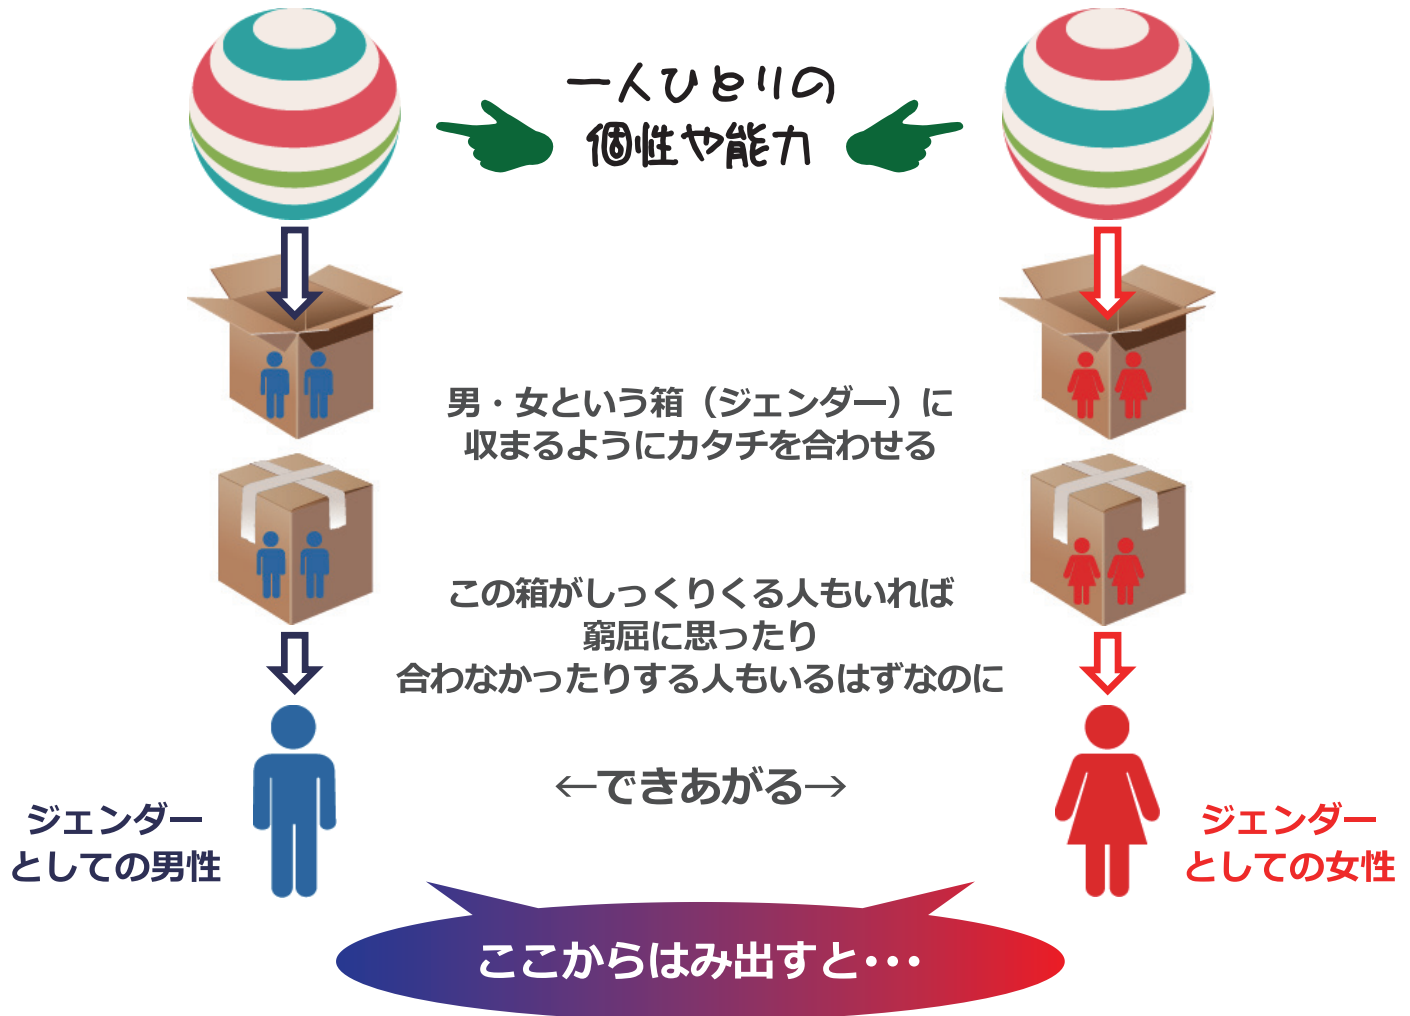 一人ひとりの
個性や能力
男・女という箱（ジェンダー）に
収まるようにカタチを合わせる
この箱がしっくりくる人もいれば
窮屈に思ったり
合わなかったりする人もいるはずなのに
←できあがる→
ジェンダー
としての男性
ジェンダー
としての女性
ここからはみ出すと･･･